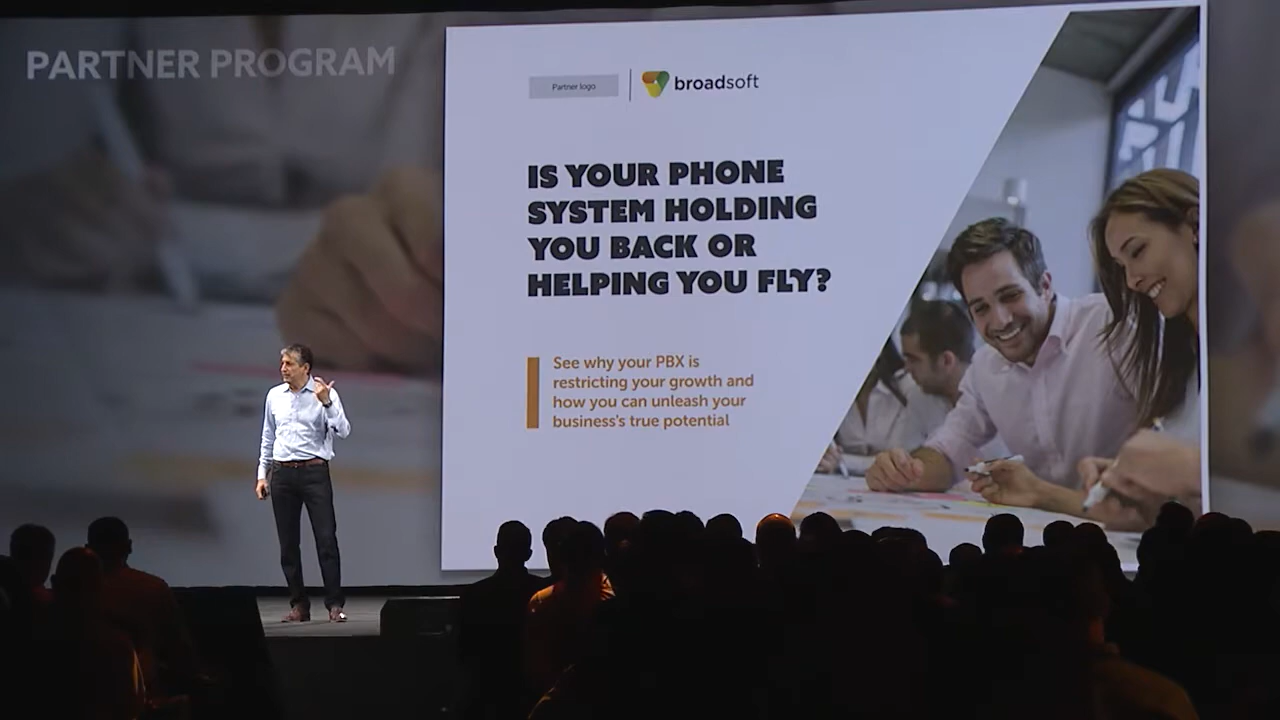 PARTNER PROGRAM
Partner logo
broadsoft
IS YOUR PHONE
SYSTEM HOLDING
YOU BACK OR
HELPING YOU FLY?
See why your PBX is
restricting your growth and
how you can unleash your
business's true potential